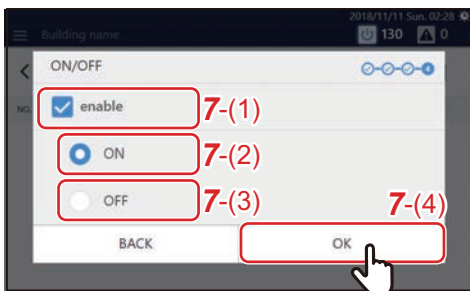 2018/11/11 Sun. 02:28
Building name 130 0
ON/OFF 4
NO.
enable 7-(1)
ON 7-(2)
OFF 7-(3) 7-(4)
BACK OK